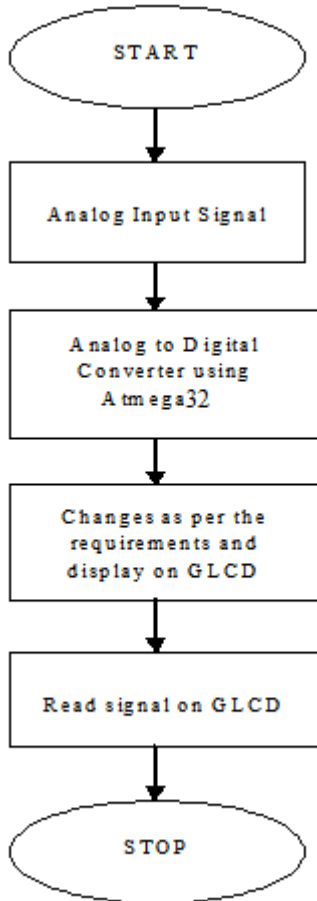 START
Analog Input Signal
Analog to Digital
Converter using
Atmega32
Changes as per the
requirements and
display on GLCD
Read signal on GLCD
STOP